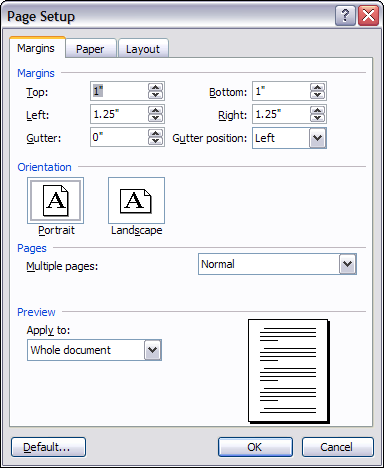 Page Setup
Margins Paper Layout
Margins
Top: 1" Bottom: 1"
Left: 1.25" Right: 1.25"
Gutter: 0" Gutter position: Left
Orientation
A A
Portrait Landscape
Pages
Multiple pages: Normal
Preview
Apply to:
Whole document
Default... OK Cancel